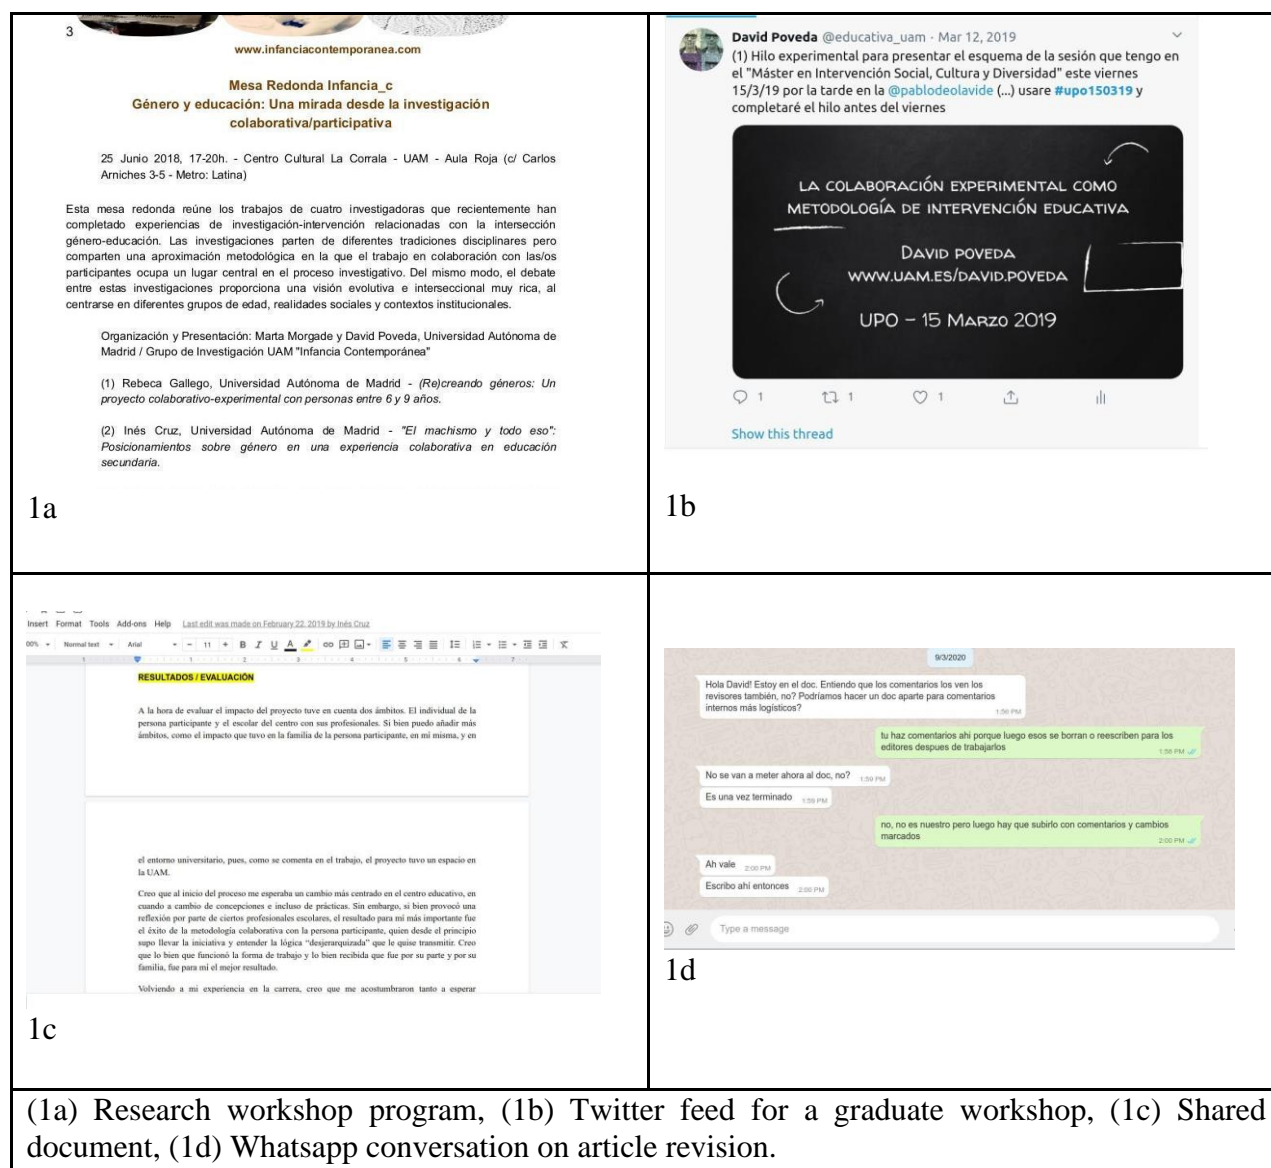 3
www.infanciacontemporanea.com
Mesa Redonda Infancia_c
Género y educación: Una mirada desde la investigación
colaborativa/participativa
25 Junio 2018, 17-20h. - Centro Cultural La Corrala - UAM - Aula Roja (c/ Carlos
Arniches 3-5 - Metro: Latina)
Esta mesa redonda reúne los trabajos de cuatro investigadoras que recientemente han
completado experiencias de investigación-intervención relacionadas con la intersección
género-educación. Las investigaciones parten de diferentes tradiciones disciplinares pero
comparten una aproximación metodológica en la que el trabajo en colaboración con las/os
participantes ocupa un lugar central en el proceso investigativo. Del mismo modo, el debate
entre estas investigaciones proporciona una visión evolutiva e interseccional muy rica, al
centrarse en diferentes grupos de edad, realidades sociales y contextos institucionales.
Organización y Presentación: Marta Morgade y David Poveda, Universidad Autónoma de
Madrid / Grupo de Investigación UAM "Infancia Contemporánea"
(1) Rebeca Gallego, Universidad Autónoma de Madrid - (Re)creando géneros: Un
proyecto colaborativo-experimental con personas entre 6 y 9 años.
(2) Inés Cruz, Universidad Autónoma de Madrid - "El machismo y todo eso":
Posicionamientos sobre género en una experiencia colaborativa en educación
secundaria.
1a
David Poveda @educativa_uam · Mar 12, 2019
(1) Hilo experimental para presentar el esquema de la sesión que tengo en
el "Máster en Intervención Social, Cultura y Diversidad" este viernes
15/3/19 por la tarde en la @pablodeolavide (...) usare #upo150319 y
completaré el hilo antes del viernes
LA COLABORACIÓN EXPERIMENTAL COMO
METODOLOGÍA DE INTERVENCIÓN EDUCATIVA
DAVID POVEDA
WWW.UAM.ES/DAVID.POVEDA
UPO – 15 MARZO 2019
1 1 1
Show this thread
1b
Insert Format Tools Add-ons Help Last edit was made on February 22, 2019 by Inés Cruz
00% Normal text Arial - 11 + B I U A
1 1 2 3 4 5 6 7
RESULTADOS / EVALUACIÓN
A la hora de evaluar el impacto del proyecto tuve en cuenta dos ámbitos. El individual de la
persona participante y el escolar del centro con sus profesionales. Si bien puedo añadir más
ámbitos, como el impacto que tuvo en la familia de la persona participante, en mi misma, y en
el entorno universitario, pues, como se comenta en el trabajo, el proyecto tuvo un espacio en
la UAM.
Creo que al inicio del proceso me esperaba un cambio más centrado en el centro educativo, en
cuando a cambio de concepciones e incluso de prácticas. Sin embargo, si bien provocó una
reflexión por parte de ciertos profesionales escolares, el resultado para mí más importante fue
el éxito de la metodología colaborativa con la persona participante, quien desde el principio
supo llevar la iniciativa y entender la lógica "desjerarquizada" que le quise transmitir. Creo
que lo bien que funcionó la forma de trabajo y lo bien recibida que fue por su parte y por su
familia, fue para mí el mejor resultado.
Volviendo a mi experiencia en la carrera, creo que me acostumbraron tanto a esperar
1c
9/3/2020
Hola David! Estoy en el doc. Entiendo que los comentarios los ven los
revisores también, no? Podríamos hacer un doc aparte para comentarios
internos más logísticos?
1:56 PM
tu haz comentarios ahi porque luego esos se borran o reescriben para los
editores despues de trabajarlos
1:58 PM
No se van a meter ahora al doc, no? 1:59 PM
Es una vez terminado 1:59 PM
no, no es nuestro pero luego hay que subirlo con comentarios y cambios
marcados
2:00 PM
Ah vale 2:00 PM
Escribo ahí entonces 2:00 PM
Type a message
1d
(1a) Research workshop program, (1b) Twitter feed for a graduate workshop, (1c) Shared
document, (1d) Whatsapp conversation on article revision.